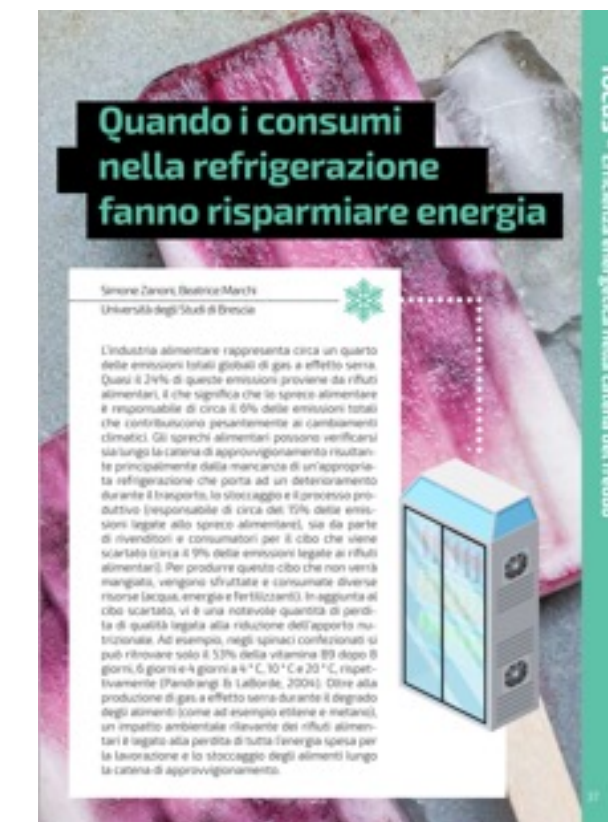 Quando i consumi
nella refrigerazione
fanno risparmiare energia
Simone Zanoni, Beatrice Marchi
Università degli Studi di Brescia
L'industria alimentare rappresenta circa un quarto
delle emissioni totali globali di gas a effetto serra.
Quasi il 24% di queste emissioni proviene da rifiuti
alimentari, il che significa che lo spreco alimentare
è responsabile di circa il 6% delle emissioni totali
che contribuiscono pesantemente ai cambiamenti
climatici. Gli sprechi alimentari possono verificarsi
sia lungo la catena di approvvigionamento risultan-
te principalmente dalla mancanza di un'appropria-
ta refrigerazione che porta ad un deterioramento
durante il trasporto, lo stoccaggio e il processo pro-
duttivo (responsabile di circa del 15% delle emis-
sioni legate allo spreco alimentare), sia da parte
di rivenditori e consumatori per il cibo che viene
scartato (circa il 9% delle emissioni legate ai rifiuti
alimentari). Per produrre questo cibo che non verrà
mangiato, vengono sfruttate e consumate diverse
risorse (acqua, energia e fertilizzanti). In aggiunta al
cibo scartato, vi è una notevole quantità di perdi-
ta di qualità legata alla riduzione dell'apporto nu-
trizionale. Ad esempio, negli spinaci confezionati si
può ritrovare solo il 53% della vitamina B9 dopo 8
giorni, 6 giorni e 4 giorni a 4 °C, 10 °C e 20 °C, rispet-
tivamente (Pandrangi & LaBorde, 2004). Oltre alla
produzione di gas a effetto serra durante il degrado
degli alimenti (come ad esempio etilene e metano),
un impatto ambientale rilevante dei rifiuti alimen-
tari è legato alla perdita di tutta l'energia spesa per
la lavorazione e lo stoccaggio degli alimenti lungo
la catena di approvvigionamento.
37